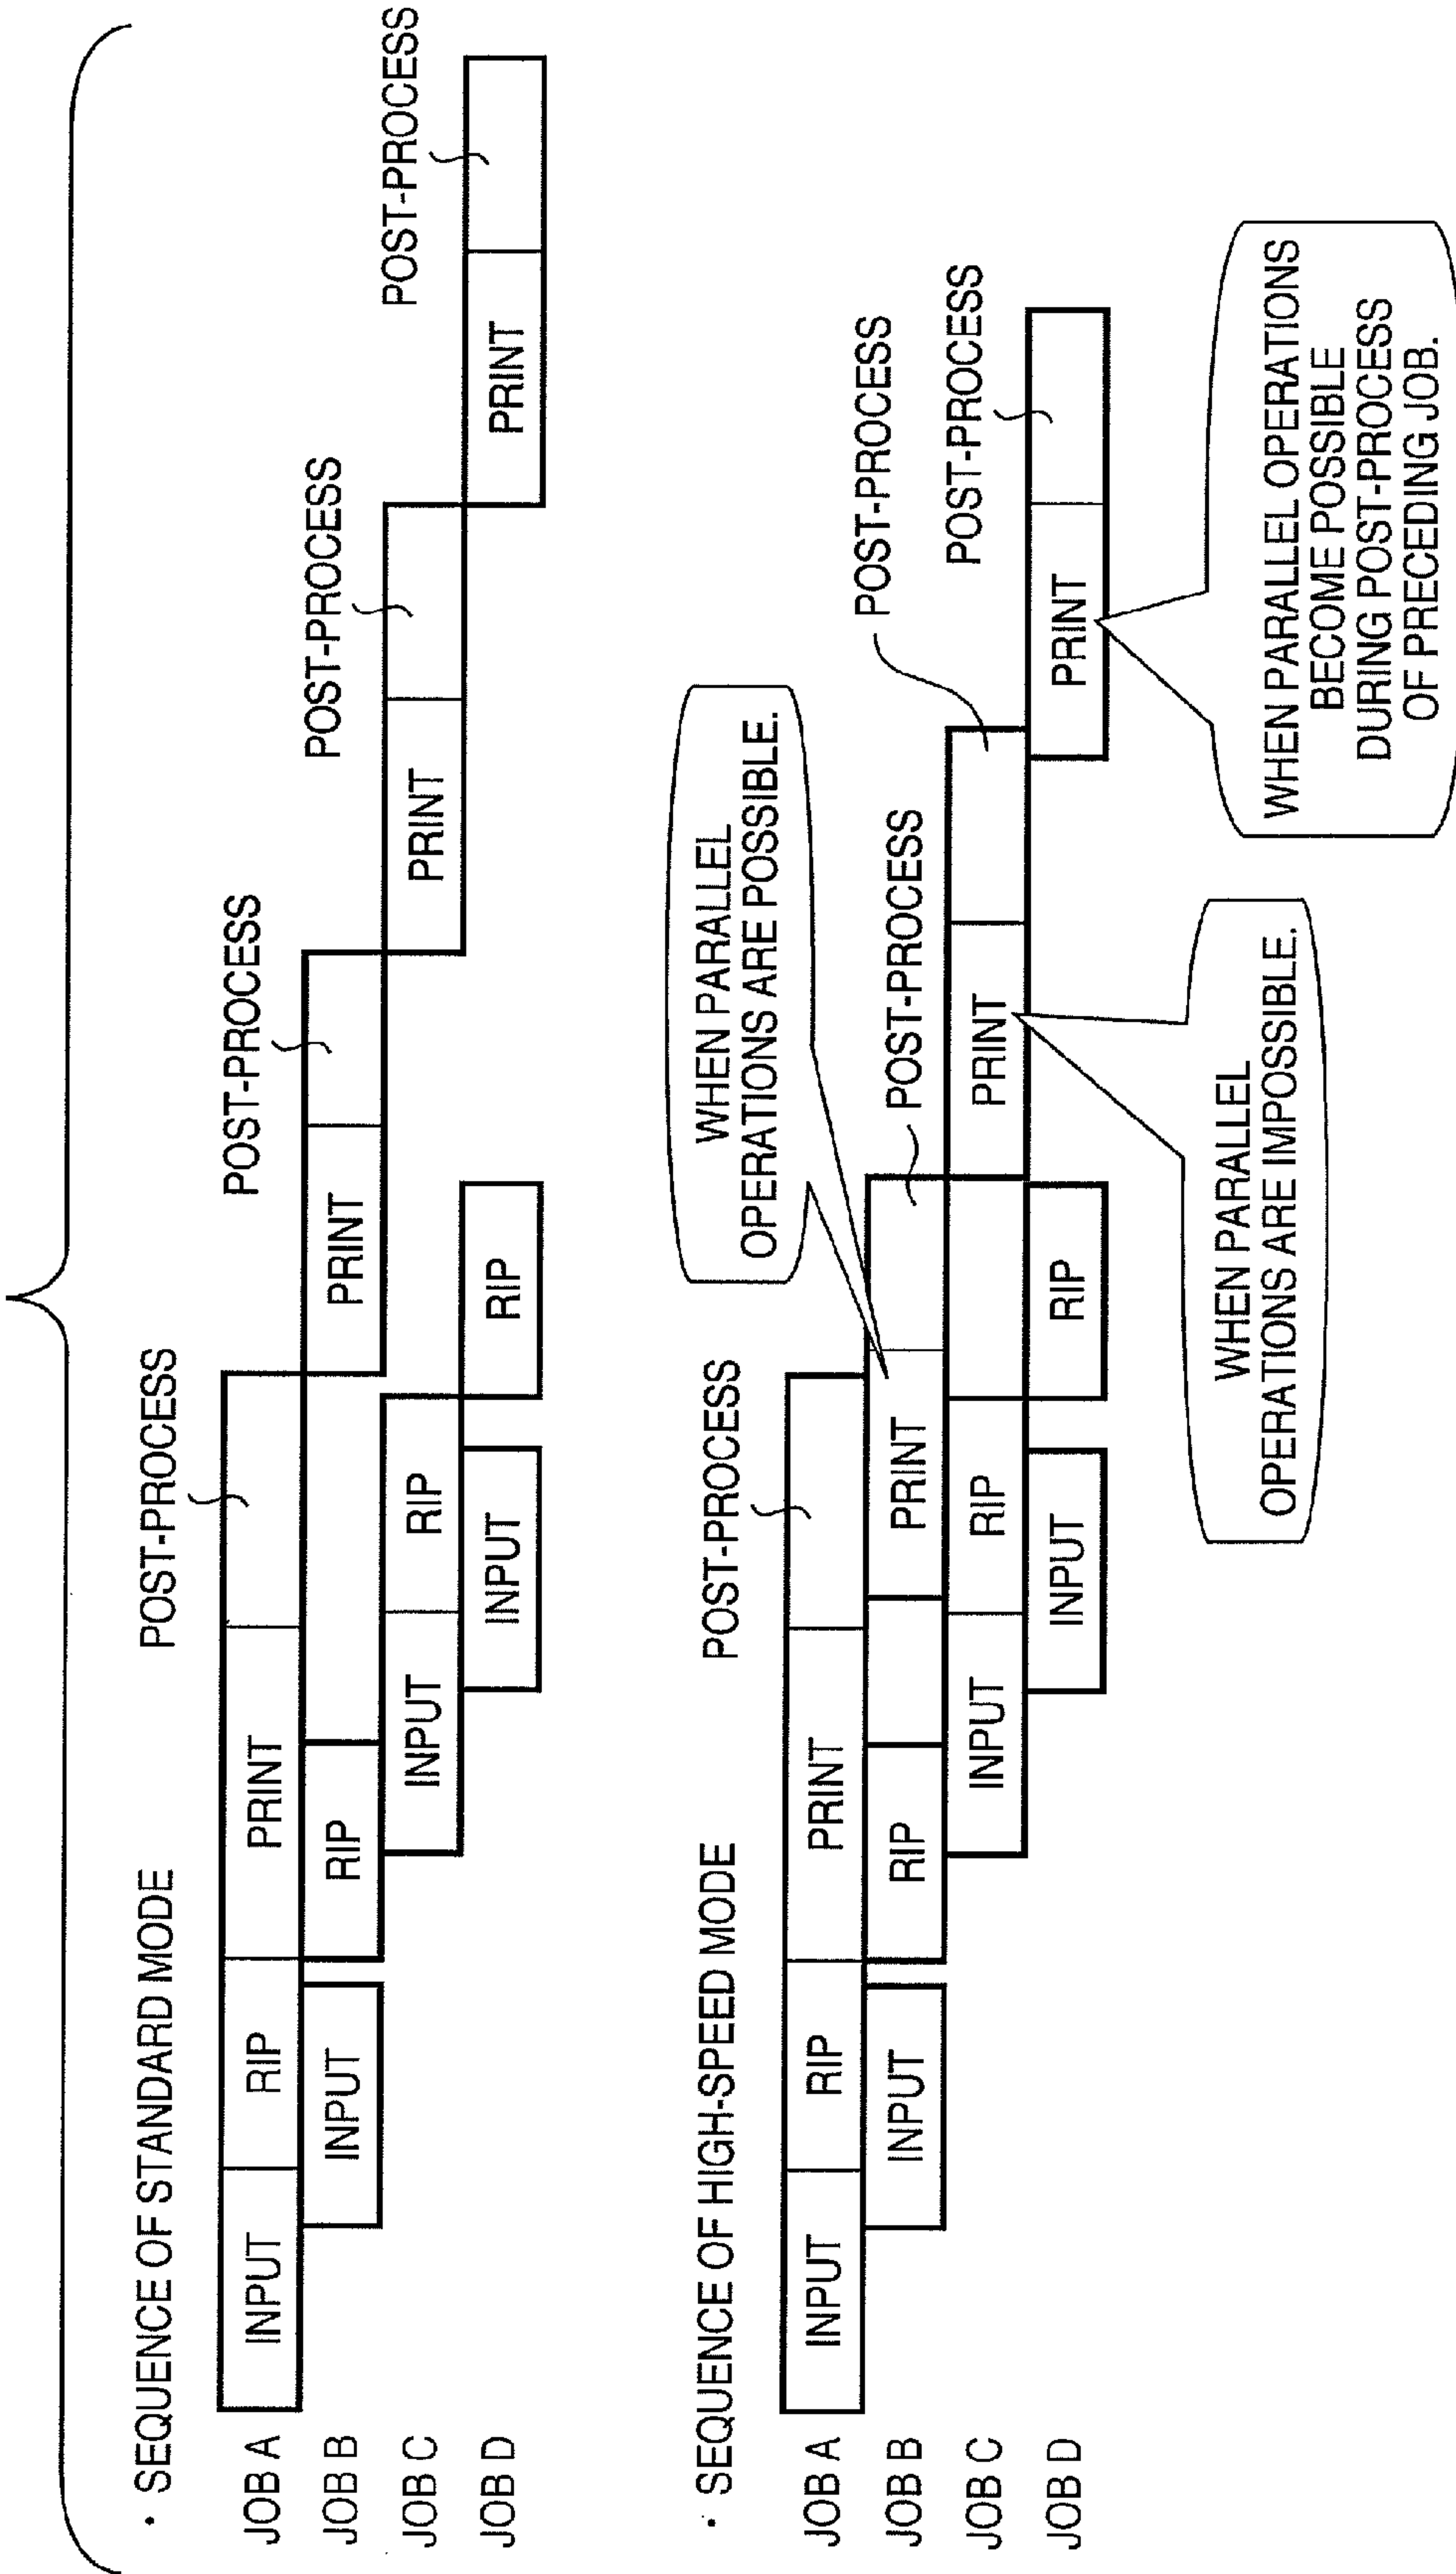 • SEQUENCE OF STANDARD MODE
POST-PROCESS
POST-PROCESS
POST-PROCESS
POST-PROCESS
JOB A
INPUT
RIP
PRINT
JOB B
INPUT
RIP
PRINT
JOB C
INPUT
RIP
PRINT
JOB D
INPUT
RIP
PRINT
• SEQUENCE OF HIGH-SPEED MODE
WHEN PARALLEL
OPERATIONS ARE POSSIBLE.
POST-PROCESS
POST-PROCESS
POST-PROCESS
POST-PROCESS
JOB A
INPUT
RIP
PRINT
JOB B
INPUT
RIP
PRINT
JOB C
INPUT
RIP
PRINT
JOB D
INPUT
RIP
PRINT
WHEN PARALLEL
OPERATIONS ARE IMPOSSIBLE.
WHEN PARALLEL OPERATIONS
BECOME POSSIBLE
DURING POST-PROCESS
OF PRECEDING JOB.